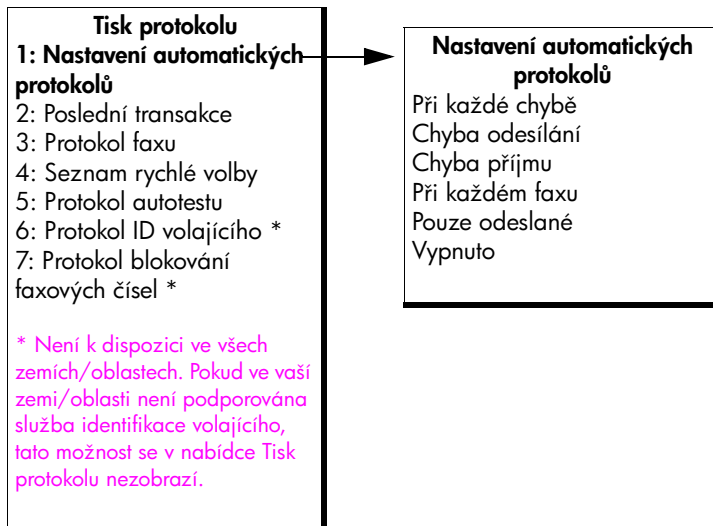 Tisk protokolu
1: Nastavení automatických
protokolů
2: Poslední transakce
3: Protokol faxu
4: Seznam rychlé volby
5: Protokol autotestu
6: Protokol ID volajícího *
7: Protokol blokování
faxových čísel *
* Není k dispozici ve všech
zemích/oblastech. Pokud ve vaší
zemi/oblasti není podporována
služba identifikace volajícího,
tato možnost se v nabídce Tisk
protokolu nezobrazí.
Nastavení automatických
protokolů
Při každé chybě
Chyba odesílání
Chyba příjmu
Při každém faxu
Pouze odeslané
Vypnuto